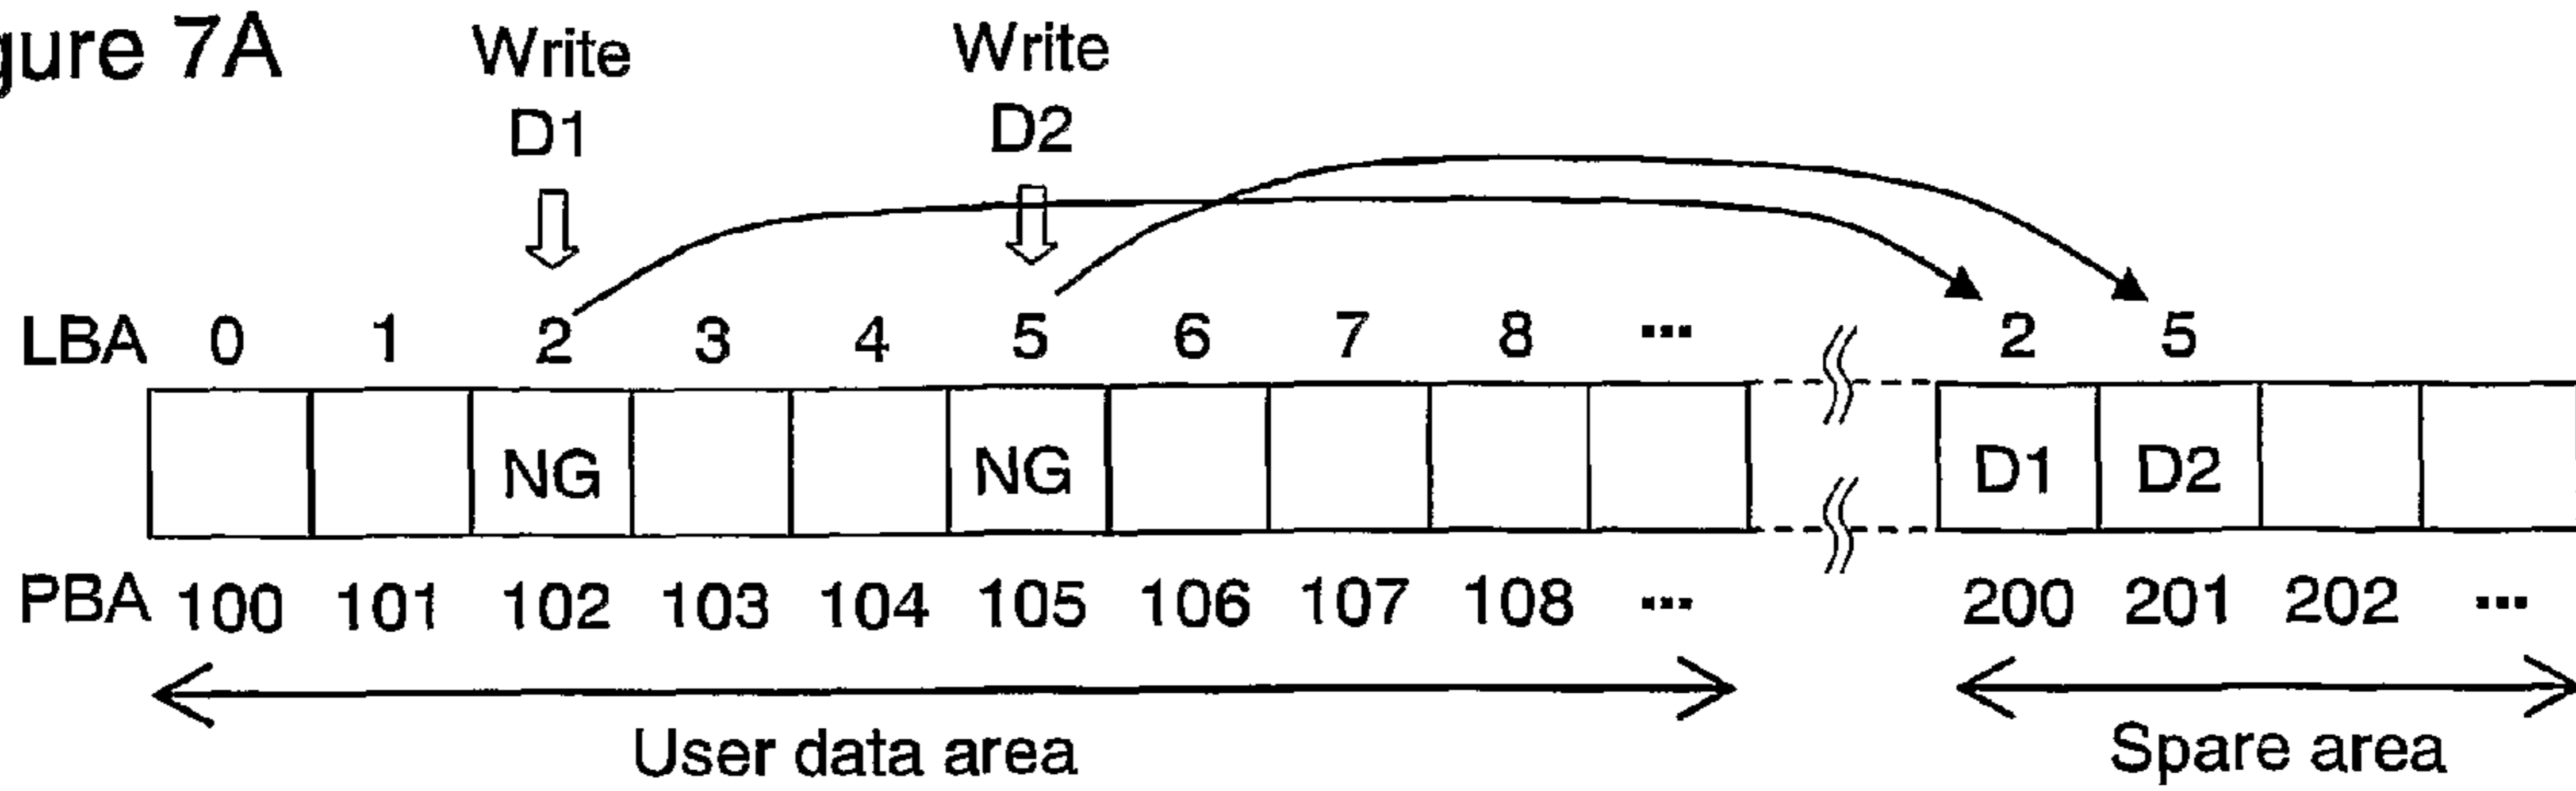 gure 7A
Write
D1
Write
D2
LBA 0 1 2 3 4 5 6 7 8 ... 2 5
NG NG D1 D2
PBA 100 101 102 103 104 105 106 107 108 ... 200 201 202 ...
User data area
Spare area